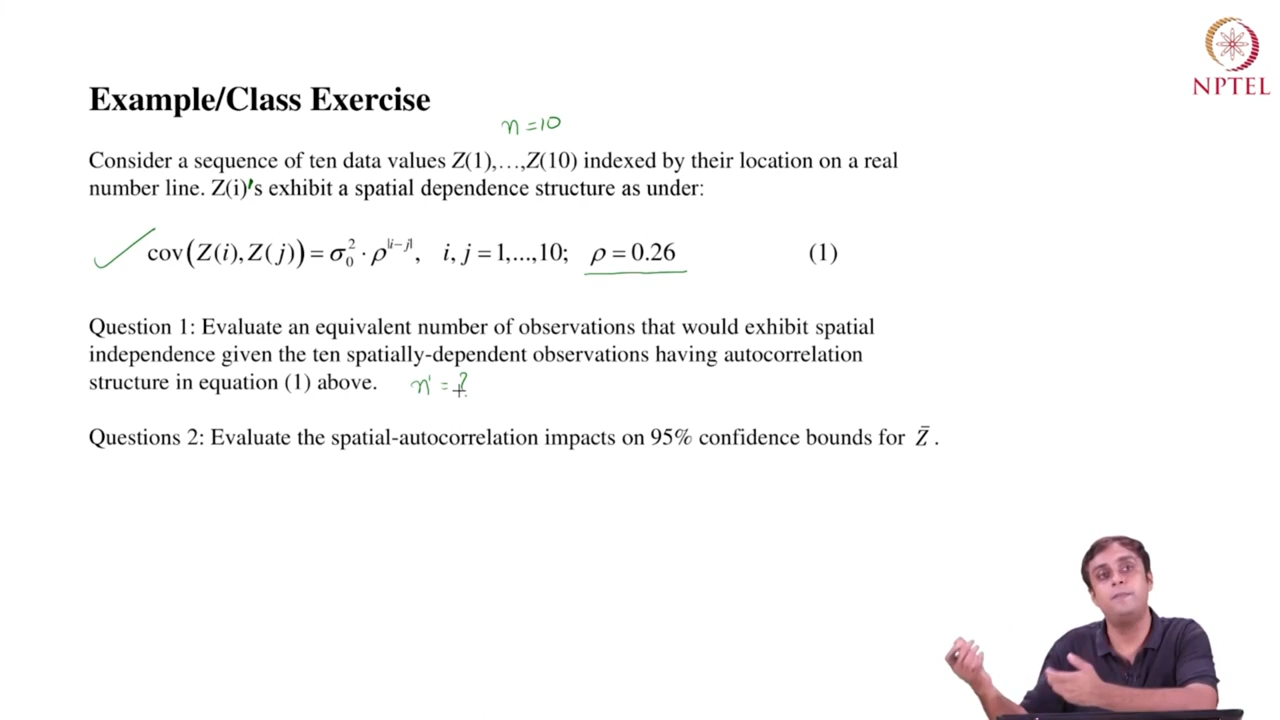 NPTEL
Example/Class Exercise
n = 10
Consider a sequence of ten data values Z(1),…,Z(10) indexed by their location on a real
number line. Z(i)'s exhibit a spatial dependence structure as under:
cov(Z(i), Z(j)) = σ₀² · ρ^|i−j|, i, j = 1,...,10; ρ = 0.26 (1)
Question 1: Evaluate an equivalent number of observations that would exhibit spatial
independence given the ten spatially-dependent observations having autocorrelation
structure in equation (1) above. n' = ?
Questions 2: Evaluate the spatial-autocorrelation impacts on 95% confidence bounds for Z̄ .